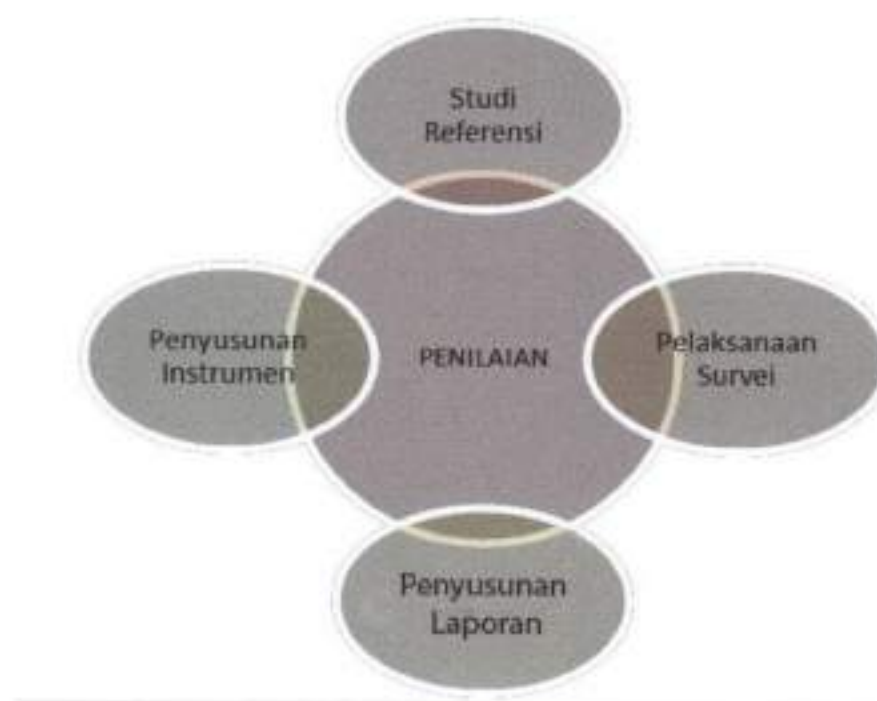 Studi
Referensi
Penyusunan
Instrumen
PENILAIAN
Pelaksanaan
Survei
Penyusunan
Laporan